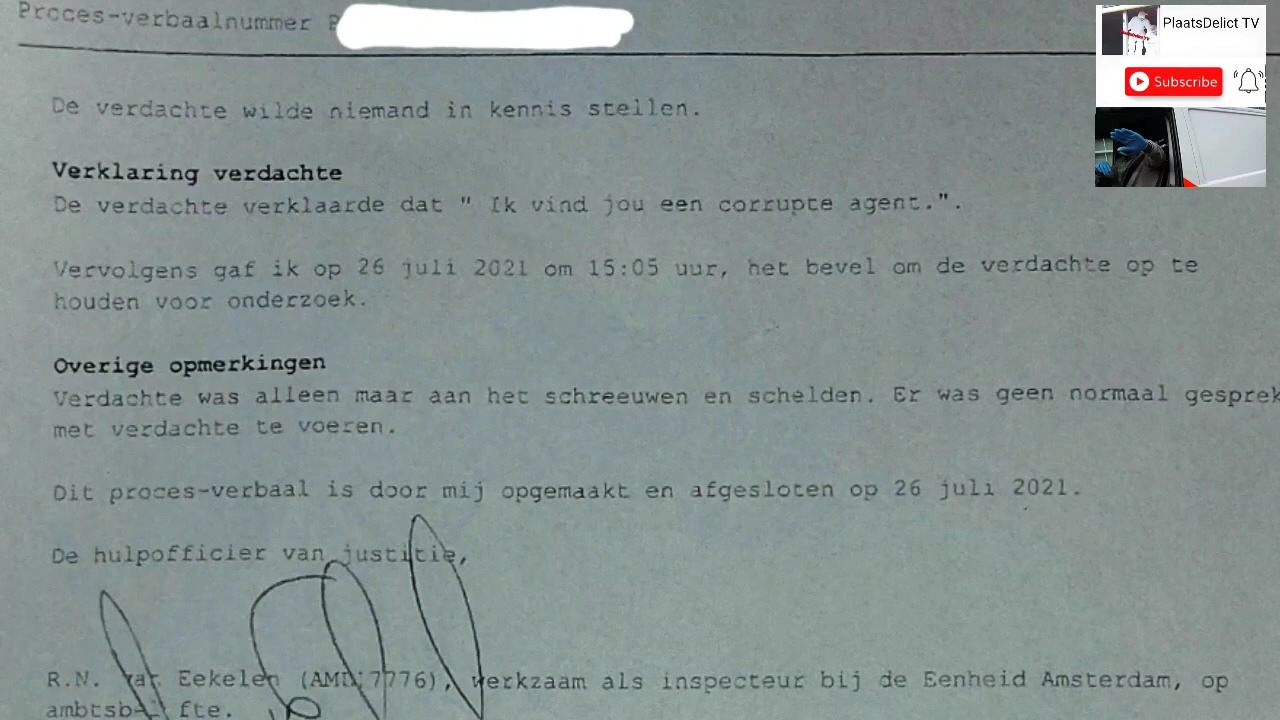 Proces-verbaalnummer
PlaatsDelict TV
Subscribe
De verdachte wilde niemand in kennis stellen.
Verklaring verdachte
De verdachte verklaarde dat " Ik vind jou een corrupte agent.".
Vervolgens gaf ik op 26 juli 2021 om 15:05 uur, het bevel om de verdachte op te
houden voor onderzoek.
Overige opmerkingen
Verdachte was alleen maar aan het schreeuwen en schelden. Er was geen normaal gesprek
met verdachte te voeren.
Dit proces-verbaal is door mij opgemaakt en afgesloten op 26 juli 2021.
De hulpofficier van justitie,
R.N. Eekelen 7776), werkzaam als inspecteur bij de Eenheid Amsterdam, op